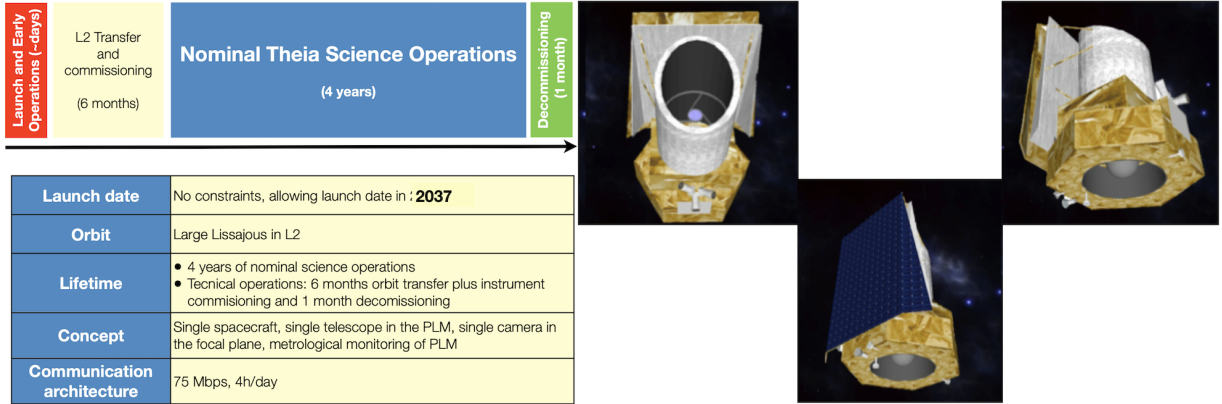 Launch and Early
Operations (~days)
L2 Transfer
and
commissioning
(6 months)
Nominal Theia Science Operations
(4 years)
Decommissioning
(1 month)
Launch date
No constraints, allowing launch date in 2037
Orbit
Large Lissajous in L2
Lifetime
• 4 years of nominal science operations
• Tecnical operations: 6 months orbit transfer plus instrument
commisioning and 1 month decomissioning
Concept
Single spacecraft, single telescope in the PLM, single camera in
the focal plane, metrological monitoring of PLM
Communication
architecture
75 Mbps, 4h/day